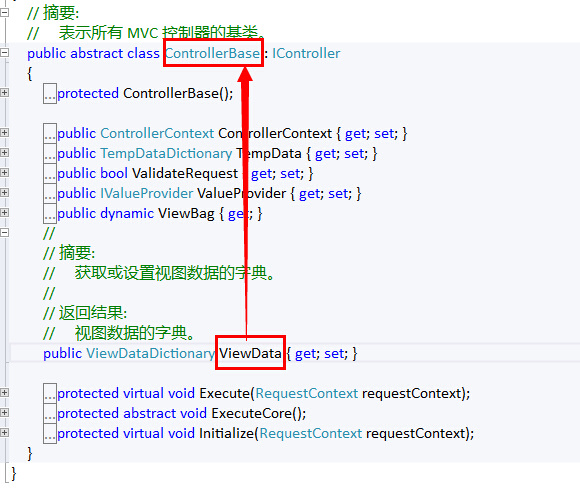 // 摘要:
//     表示所有 MVC 控制器的基类。
public abstract class ControllerBase : IController
{
...protected ControllerBase();
...public ControllerContext ControllerContext { get; set; }
...public TempDataDictionary TempData { get; set; }
...public bool ValidateRequest { get; set; }
...public IValueProvider ValueProvider { get; set; }
...public dynamic ViewBag { get; }
//
// 摘要:
//     获取或设置视图数据的字典。
//
// 返回结果:
//     视图数据的字典。
public ViewDataDictionary ViewData { get; set; }
...protected virtual void Execute(RequestContext requestContext);
...protected abstract void ExecuteCore();
...protected virtual void Initialize(RequestContext requestContext);
}
}